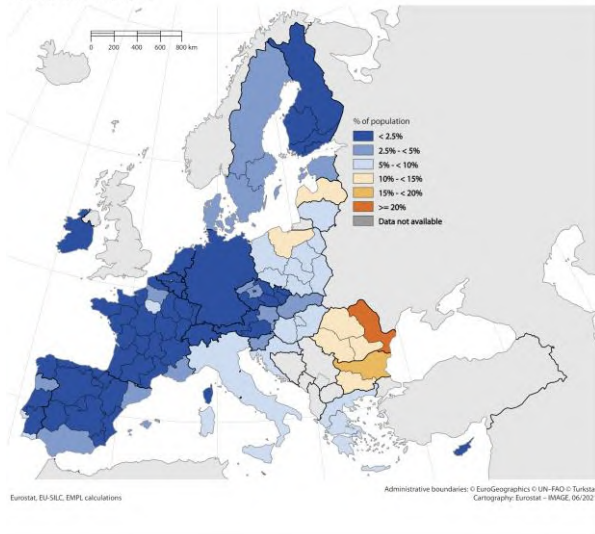 0 200 400 600 800 km
% of population
< 2.5%
2.5% - < 5%
5% - < 10%
10% - < 15%
15% - < 20%
>= 20%
Data not available
Eurostat, EU-SILC, EMPL calculations
Administrative boundaries: © EuroGeographics © UN–FAO © Turksta
Cartography: Eurostat – IMAGE, 06/202